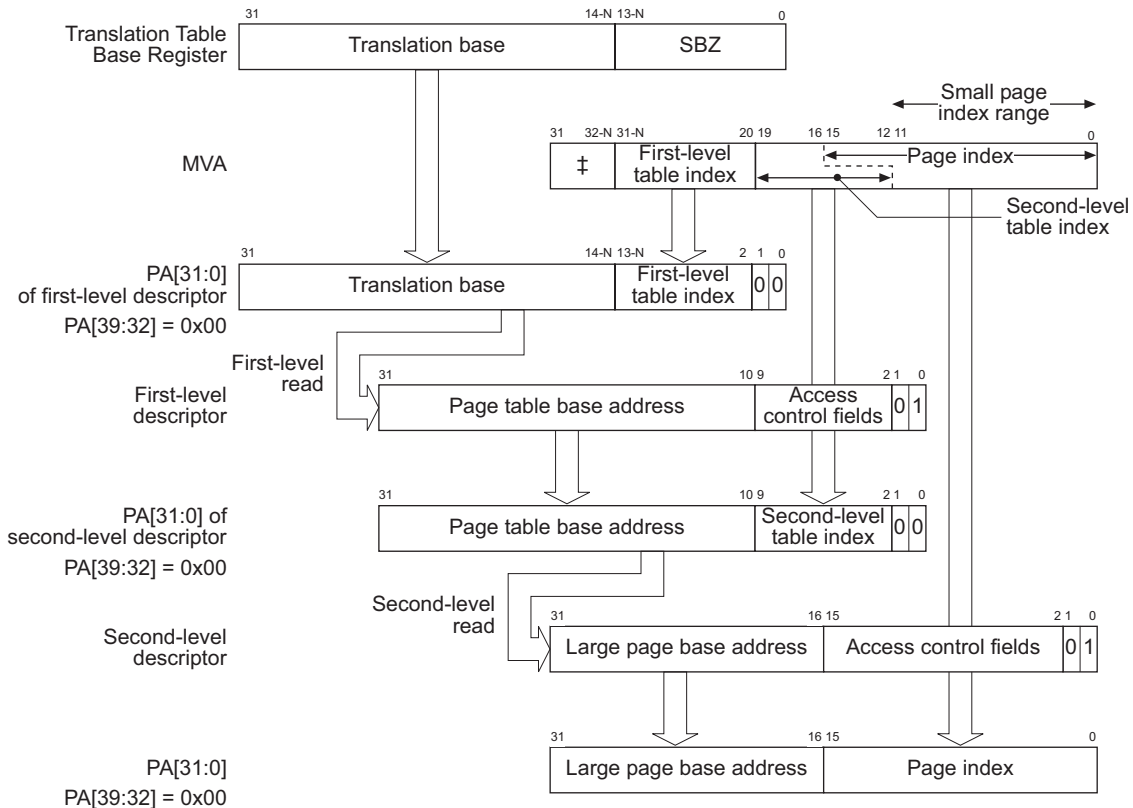 31 14-N 13-N 0
Translation Table
Base Register
Translation base SBZ
Small page
index range
31 32-N 31-N 20 19 16 15 12 11 0
MVA
‡
First-level
table index
Page index
Second-level
table index
31 14-N 13-N 2 1 0
PA[31:0]
of first-level descriptor
PA[39:32] = 0x00
Translation base
First-level
table index
0 0
First-level
read
31 10 9 2 1 0
First-level
descriptor
Page table base address
Access
control fields
0 1
31 10 9 2 1 0
PA[31:0] of
second-level descriptor
PA[39:32] = 0x00
Page table base address
Second-level
table index
0 0
Second-level
read
31 16 15 2 1 0
Second-level
descriptor
Large page base address Access control fields 0 1
31 16 15 0
PA[31:0]
PA[39:32] = 0x00
Large page base address Page index